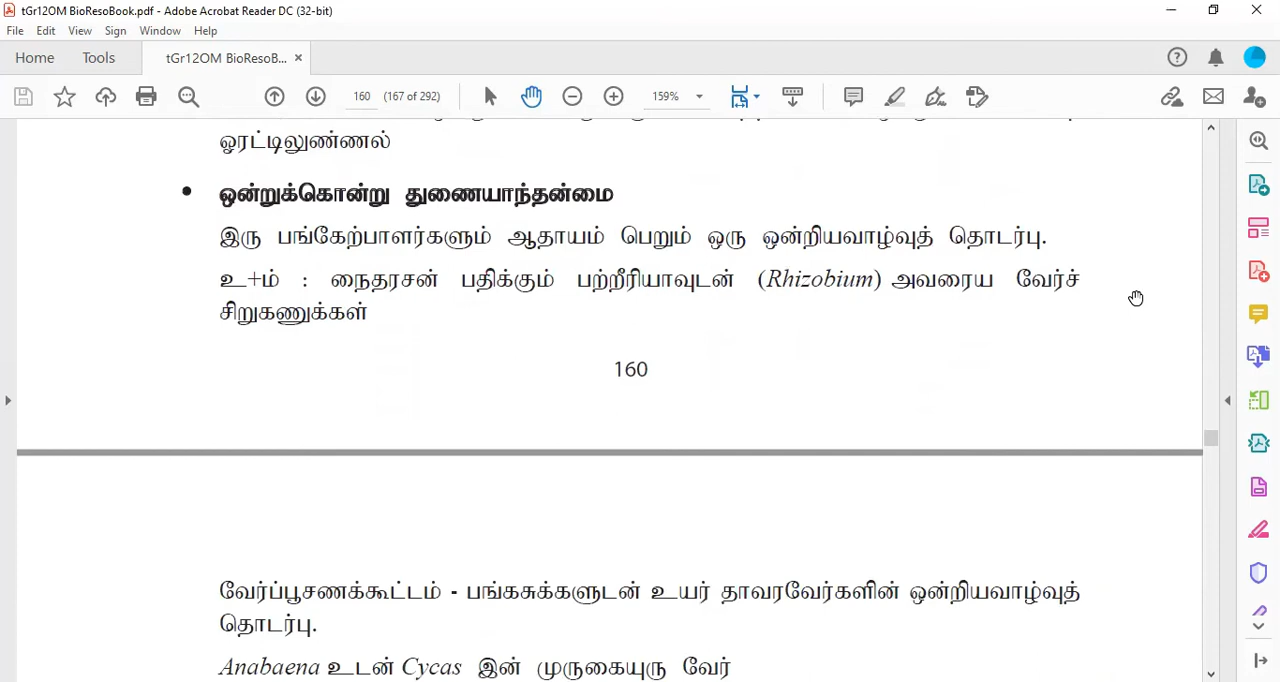 tGr12OM BioResoBook.pdf - Adobe Acrobat Reader DC (32-bit)
File Edit View Sign Window Help
Home Tools tGr12OM BioResoB... ×
160 (167 of 292) 159%
ஓரட்டிலுண்ணல்
• ஒன்றுக்கொன்று துணையாந்தன்மை
இரு பங்கேற்பாளர்களும் ஆதாயம் பெறும் ஒரு ஒன்றியவாழ்வுத் தொடர்பு.
உ+ம் : நைதரசன் பதிக்கும் பற்றீரியாவுடன் (Rhizobium) அவரைய வேர்ச்
சிறுகணுக்கள்
160
வேர்ப்பூசணக்கூட்டம் - பங்கசுக்களுடன் உயர் தாவரவேர்களின் ஒன்றியவாழ்வுத்
தொடர்பு.
Anabaena உடன் Cycas இன் முருகையுரு வேர்